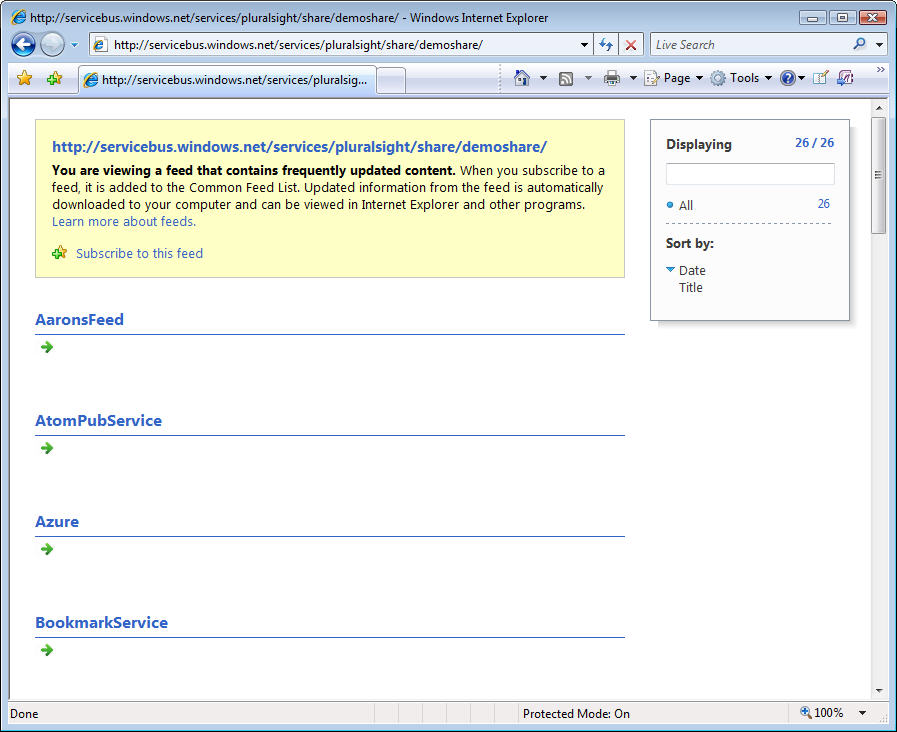 http://servicebus.windows.net/services/pluralsight/share/demoshare/ - Windows Internet Explorer
http://servicebus.windows.net/services/pluralsight/share/demoshare/
Live Search
http://servicebus.windows.net/services/pluralsig...
Page
Tools
http://servicebus.windows.net/services/pluralsight/share/demoshare/
You are viewing a feed that contains frequently updated content. When you subscribe to a
feed, it is added to the Common Feed List. Updated information from the feed is automatically
downloaded to your computer and can be viewed in Internet Explorer and other programs.
Learn more about feeds.
Subscribe to this feed
Displaying 26 / 26
All 26
Sort by:
Date
Title
AaronsFeed
AtomPubService
Azure
BookmarkService
Done
Protected Mode: On
100%